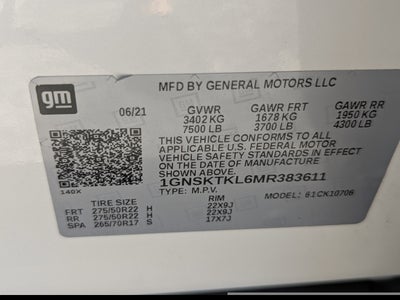 gm
MFD BY GENERAL MOTORS LLC
06/21 GVWR GAWR FRT GAWR RR
3402 KG 1678 KG 1950 KG
7500 LB 3700 LB 4300 LB
THIS VEHICLE CONFORMS TO ALL
APPLICABLE U.S. FEDERAL MOTOR
VEHICLE SAFETY STANDARDS IN EFFECT
ON THE DATE OF MANUFACTURE
SHOWN ABOVE.
140X 1GNSKTKL6MR383611
TYPE: M.P.V. MODEL: 61CK10706
TIRE SIZE RIM
FRT 275/50R22 H 22X9J
RR 275/50R22 H 22X9J
SPA 265/70R17 S 17X7J